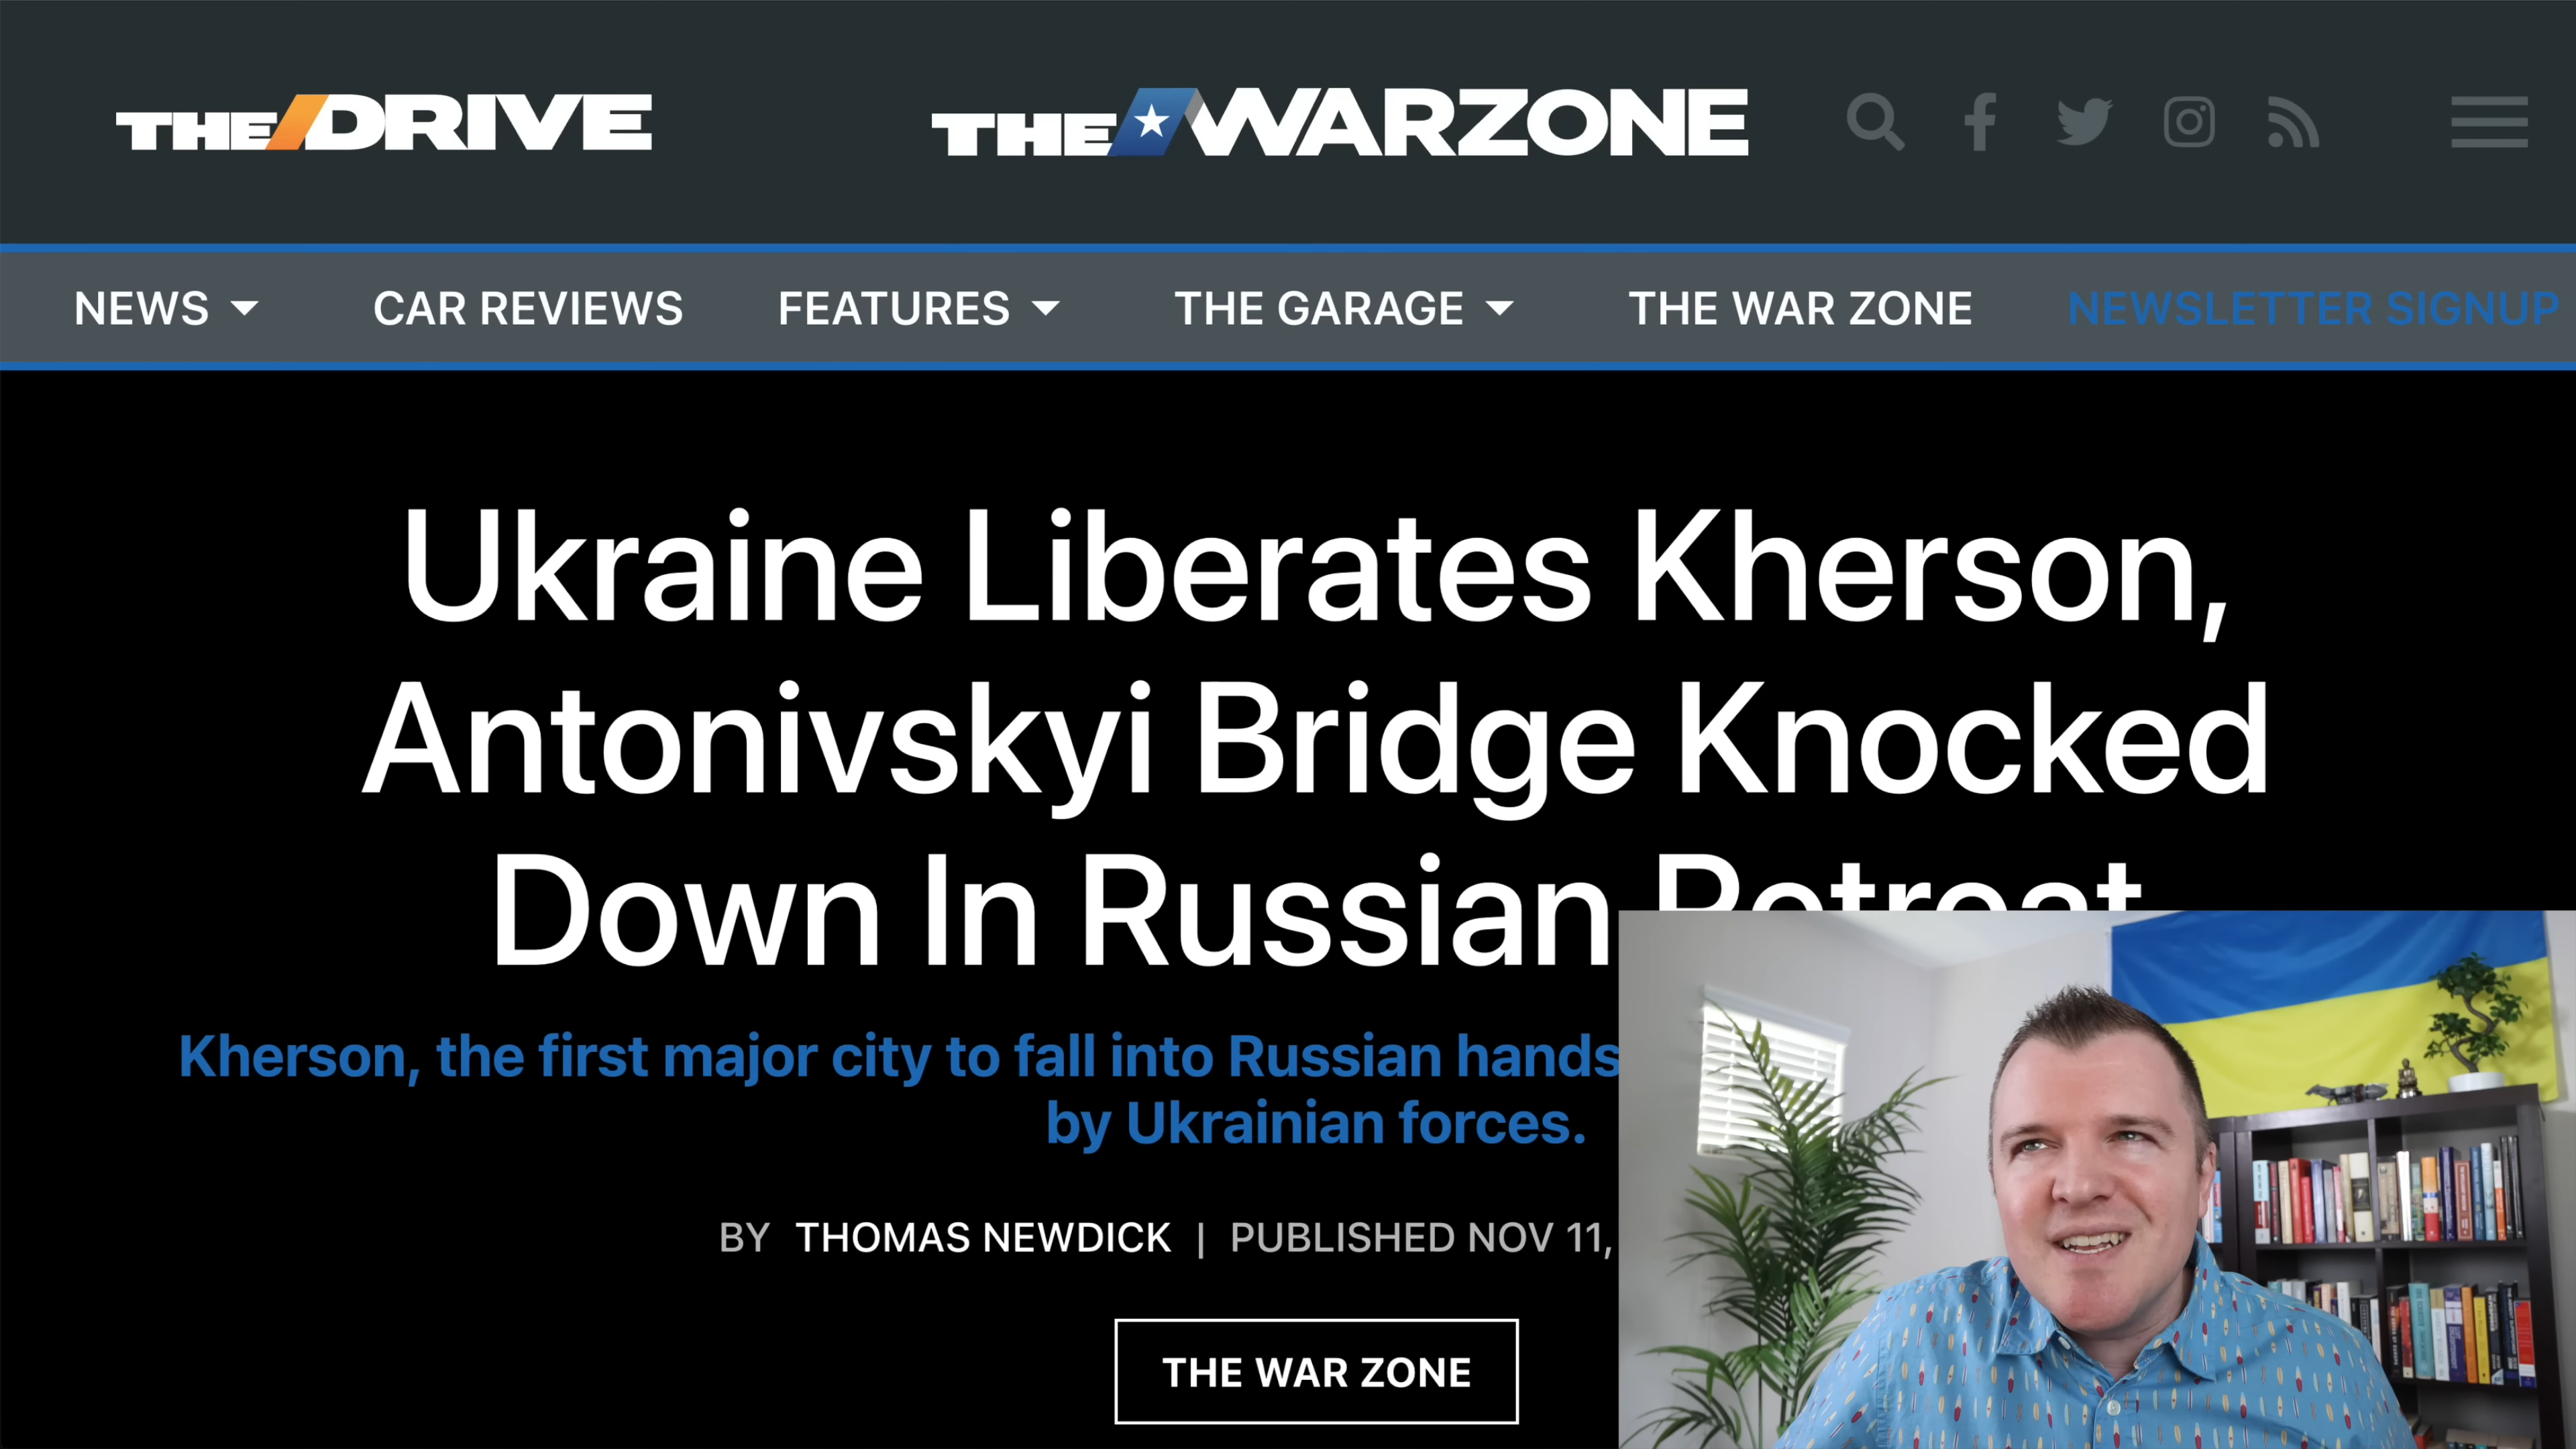 THE DRIVE
THE WARZONE
NEWS CAR REVIEWS FEATURES THE GARAGE THE WAR ZONE NEWSLETTER SIGNUP
Ukraine Liberates Kherson,
Antonivskyi Bridge Knocked
Down In Russian Retreat
Kherson, the first major city to fall into Russian hands
by Ukrainian forces.
BY THOMAS NEWDICK | PUBLISHED NOV 11,
THE WAR ZONE